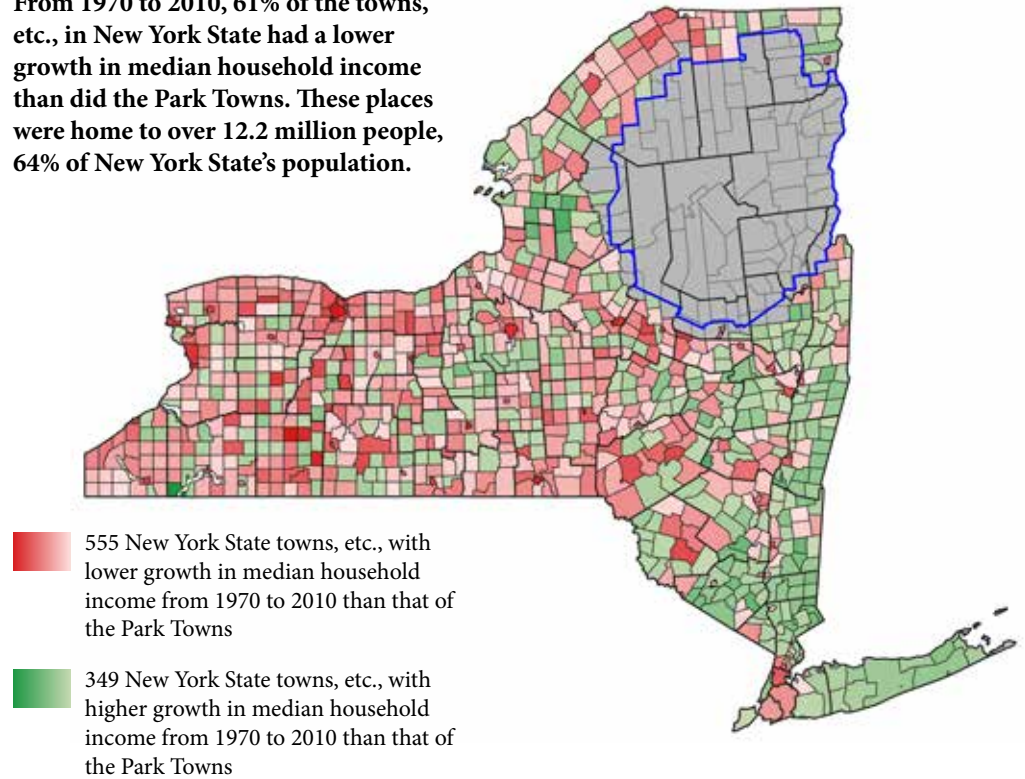 From 1970 to 2010, 61% of the towns,
etc., in New York State had a lower
growth in median household income
than did the Park Towns. These places
were home to over 12.2 million people,
64% of New York State’s population.
555 New York State towns, etc., with
lower growth in median household
income from 1970 to 2010 than that of
the Park Towns
349 New York State towns, etc., with
higher growth in median household
income from 1970 to 2010 than that of
the Park Towns